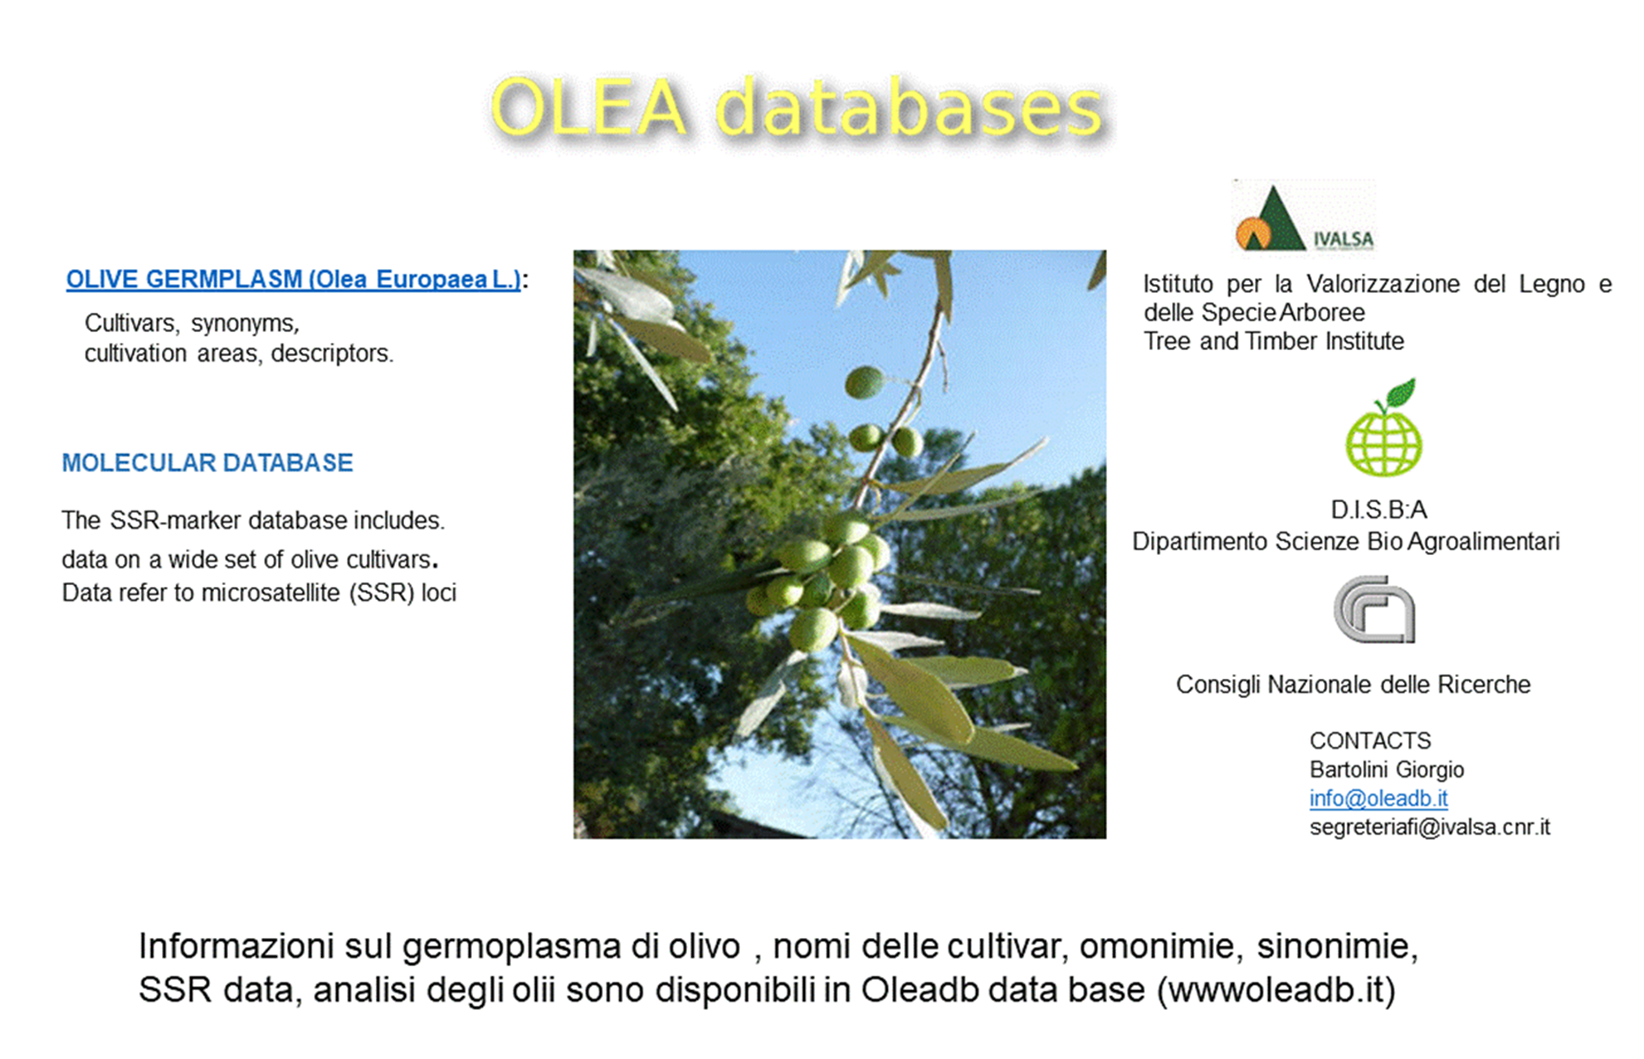 OLEA databases
OLIVE GERMPLASM (Olea Europaea L.):
Cultivars, synonyms,
cultivation areas, descriptors.
MOLECULAR DATABASE
The SSR-marker database includes.
data on a wide set of olive cultivars.
Data refer to microsatellite (SSR) loci
IVALSA
Istituto per la Valorizzazione del Legno e
delle Specie Arboree
Tree and Timber Institute
D.I.S.B:A
Dipartimento Scienze Bio Agroalimentari
Consigli Nazionale delle Ricerche
CONTACTS
Bartolini Giorgio
info@oleadb.it
segreteriafi@ivalsa.cnr.it
Informazioni sul germoplasma di olivo , nomi delle cultivar, omonimie, sinonimie,
SSR data, analisi degli olii sono disponibili in Oleadb data base (wwwoleadb.it)